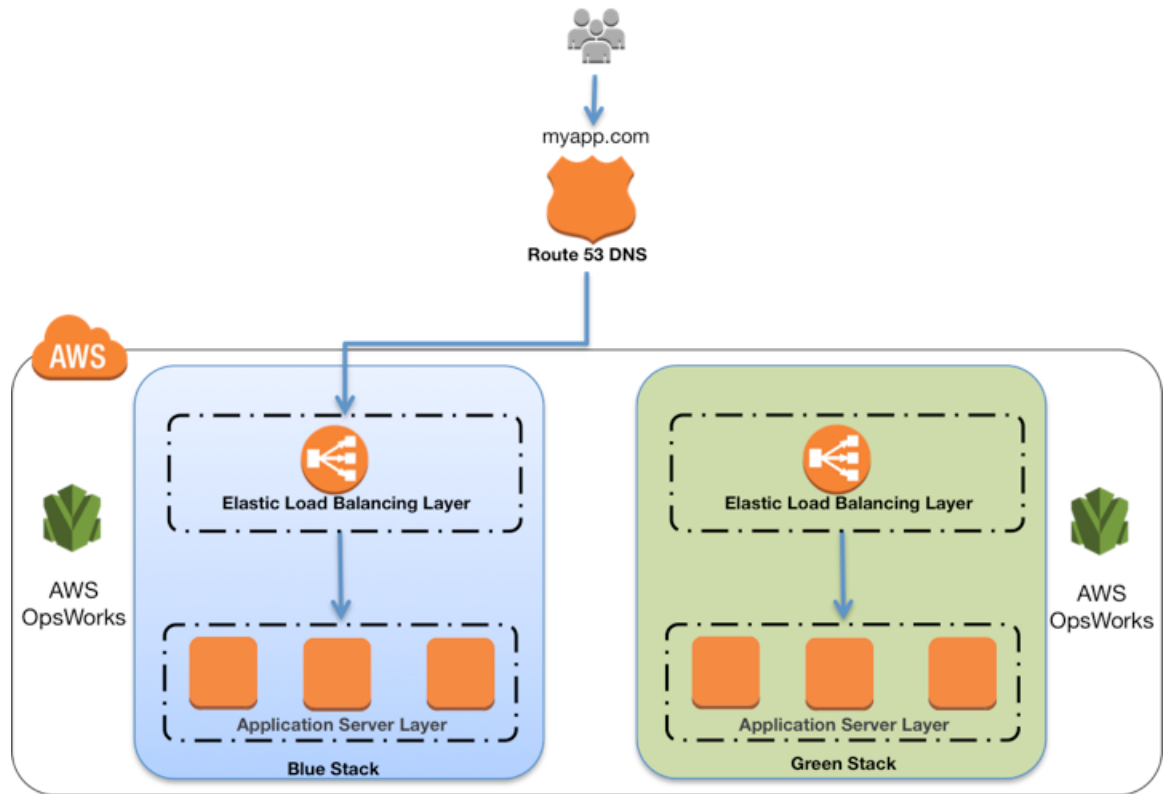 myapp.com
Route 53 DNS
AWS
Elastic Load Balancing Layer
Elastic Load Balancing Layer
AWS
OpsWorks
AWS
OpsWorks
Application Server Layer
Application Server Layer
Blue Stack
Green Stack